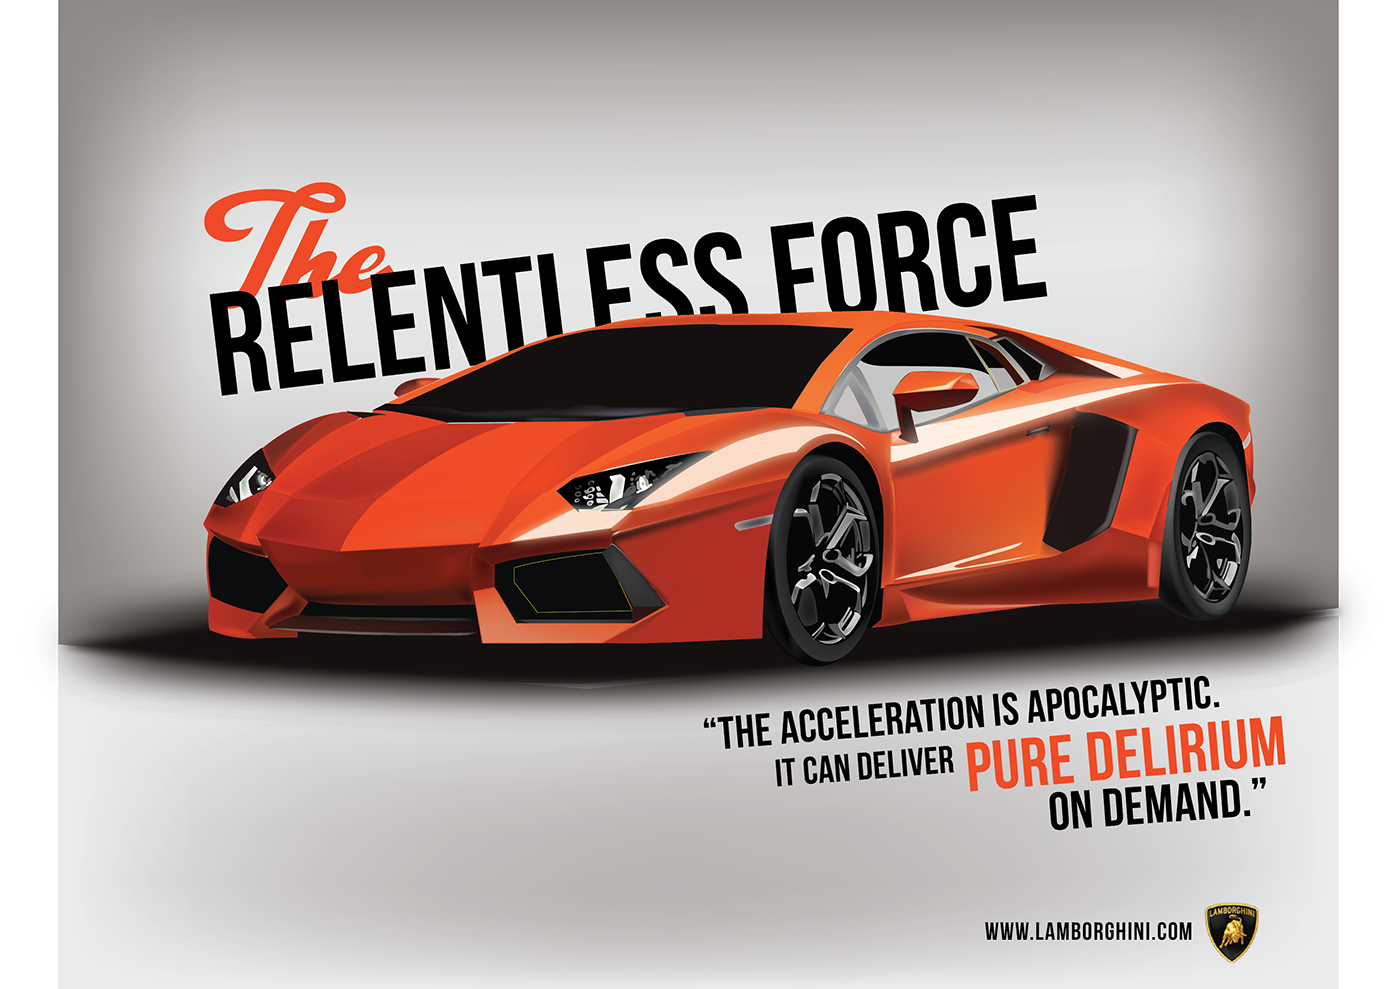 The
RELENTLESS FORCE
“THE ACCELERATION IS APOCALYPTIC.
IT CAN DELIVER PURE DELIRIUM
ON DEMAND.”
WWW.LAMBORGHINI.COM
LAMBORGHINI